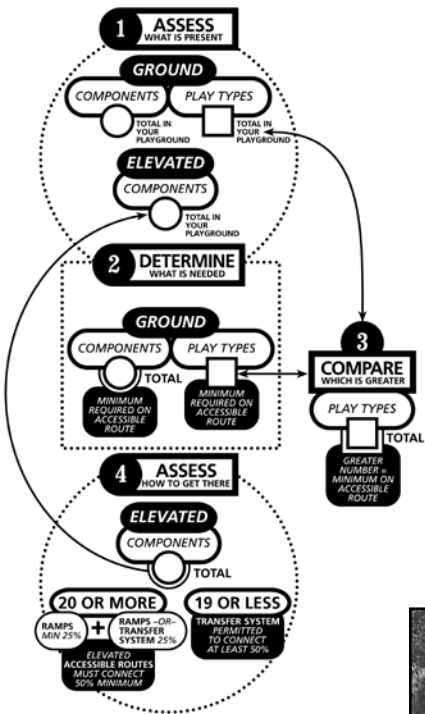 1 ASSESS
WHAT IS PRESENT
GROUND
COMPONENTS
PLAY TYPES
TOTAL IN
YOUR
PLAYGROUND
TOTAL IN
YOUR
PLAYGROUND
ELEVATED
COMPONENTS
TOTAL IN
YOUR
PLAYGROUND
2 DETERMINE
WHAT IS NEEDED
GROUND
COMPONENTS
PLAY TYPES
TOTAL
MINIMUM
REQUIRED ON
ACCESSIBLE
ROUTE
MINIMUM
REQUIRED ON
ACCESSIBLE
ROUTE
3
COMPARE
WHICH IS GREATER
PLAY TYPES
TOTAL
GREATER
NUMBER =
MINIMUM ON
ACCESSIBLE
ROUTE
4 ASSESS
HOW TO GET THERE
ELEVATED
COMPONENTS
TOTAL
20 OR MORE
RAMPS
MIN 25%
+
RAMPS –OR–
TRANSFER
SYSTEM 25%
ELEVATED
ACCESSIBLE ROUTES
MUST CONNECT
50% MINIMUM
19 OR LESS
TRANSFER SYSTEM
PERMITTED
TO CONNECT
AT LEAST 50%